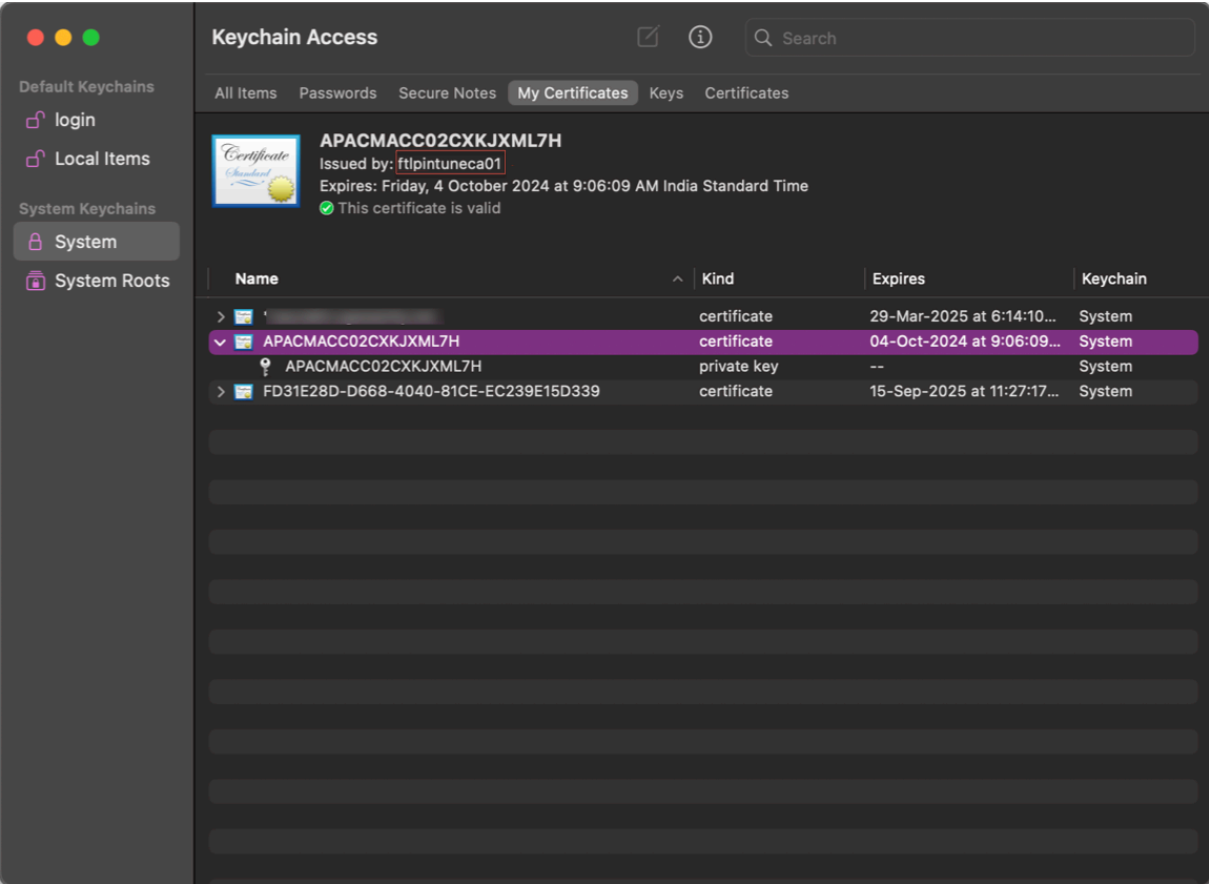 Keychain Access
Search
Default Keychains
login
Local Items
System Keychains
System
System Roots
All Items Passwords Secure Notes My Certificates Keys Certificates
Certificate
Standard
APACMACC02CXKJXML7H
Issued by: ftlpintuneca01
Expires: Friday, 4 October 2024 at 9:06:09 AM India Standard Time
This certificate is valid
Name Kind Expires Keychain
certificate 29-Mar-2025 at 6:14:10... System
APACMACC02CXKJXML7H certificate 04-Oct-2024 at 9:06:09... System
APACMACC02CXKJXML7H private key -- System
FD31E28D-D668-4040-81CE-EC239E15D339 certificate 15-Sep-2025 at 11:27:17... System